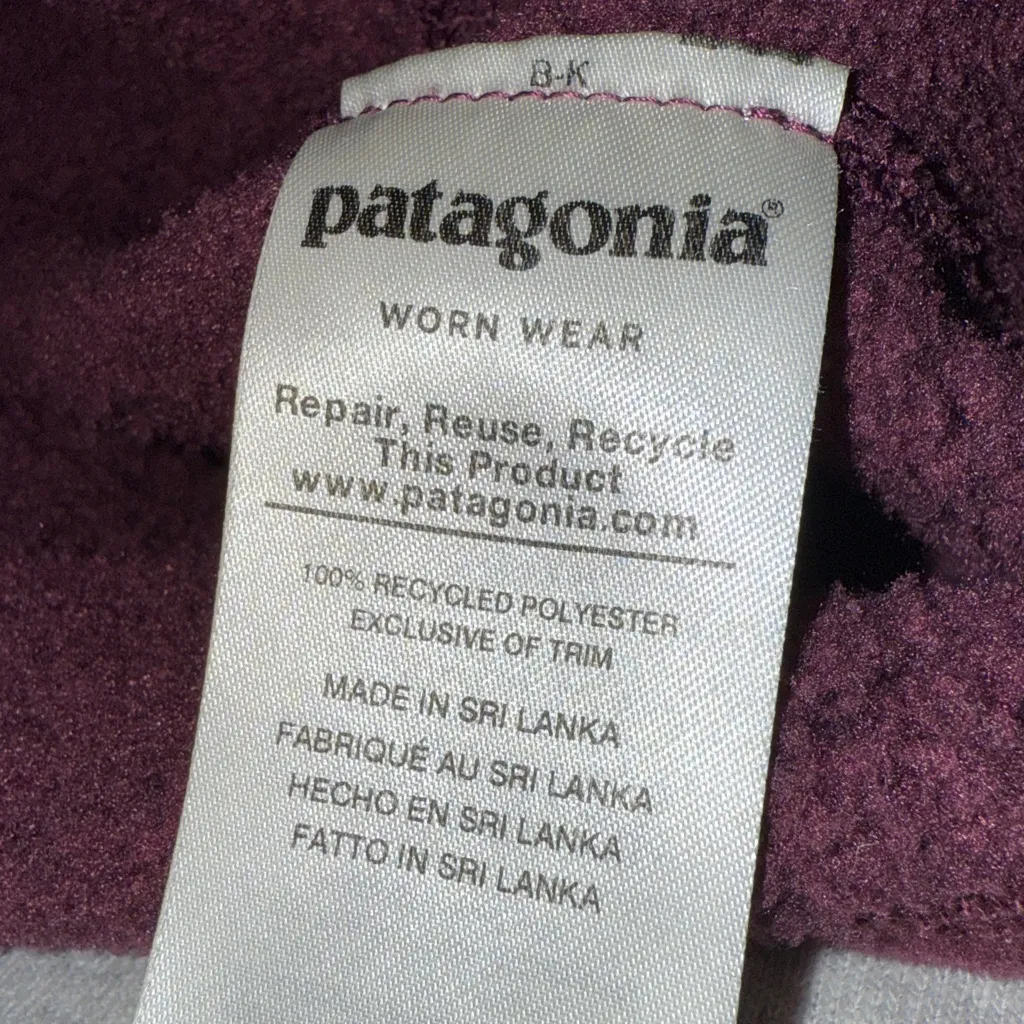 B-K
patagonia®
WORN WEAR
Repair, Reuse, Recycle
This Product
www.patagonia.com
100% RECYCLED POLYESTER
EXCLUSIVE OF TRIM
MADE IN SRI LANKA
FABRIQUÉ AU SRI LANKA
HECHO EN SRI LANKA
FATTO IN SRI LANKA